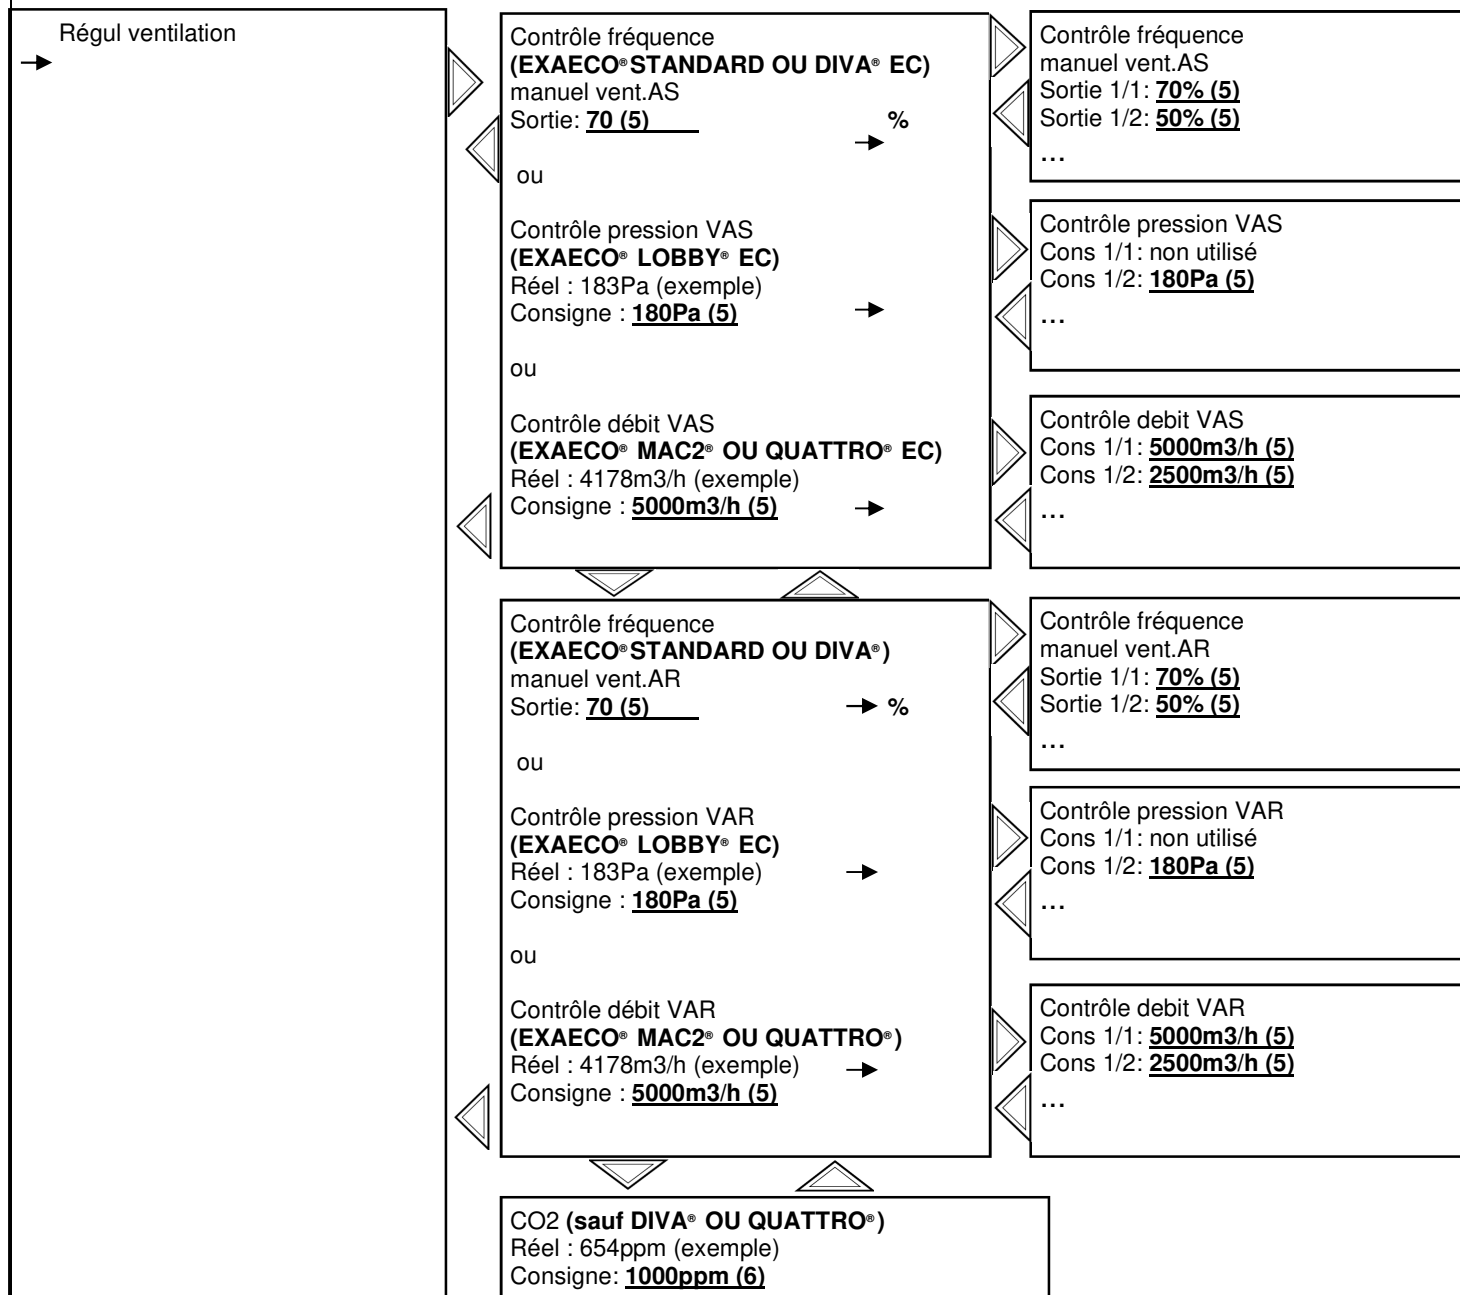 Régul ventilation
Contrôle fréquence
(EXAECO®STANDARD OU DIVA® EC)
manuel vent.AS
Sortie: 70 (5) %
ou
Contrôle pression VAS
(EXAECO® LOBBY® EC)
Réel : 183Pa (exemple)
Consigne : 180Pa (5)
ou
Contrôle débit VAS
(EXAECO® MAC2® OU QUATTRO® EC)
Réel : 4178m3/h (exemple)
Consigne : 5000m3/h (5)
Contrôle fréquence
manuel vent.AS
Sortie 1/1: 70% (5)
Sortie 1/2: 50% (5)
...
Contrôle pression VAS
Cons 1/1: non utilisé
Cons 1/2: 180Pa (5)
...
Contrôle debit VAS
Cons 1/1: 5000m3/h (5)
Cons 1/2: 2500m3/h (5)
...
Contrôle fréquence
(EXAECO®STANDARD OU DIVA®)
manuel vent.AR
Sortie: 70 (5) %
ou
Contrôle pression VAR
(EXAECO® LOBBY® EC)
Réel : 183Pa (exemple)
Consigne : 180Pa (5)
ou
Contrôle débit VAR
(EXAECO® MAC2® OU QUATTRO®)
Réel : 4178m3/h (exemple)
Consigne : 5000m3/h (5)
Contrôle fréquence
manuel vent.AR
Sortie 1/1: 70% (5)
Sortie 1/2: 50% (5)
...
Contrôle pression VAR
Cons 1/1: non utilisé
Cons 1/2: 180Pa (5)
...
Contrôle debit VAR
Cons 1/1: 5000m3/h (5)
Cons 1/2: 2500m3/h (5)
...
CO2 (sauf DIVA® OU QUATTRO®)
Réel : 654ppm (exemple)
Consigne: 1000ppm (6)